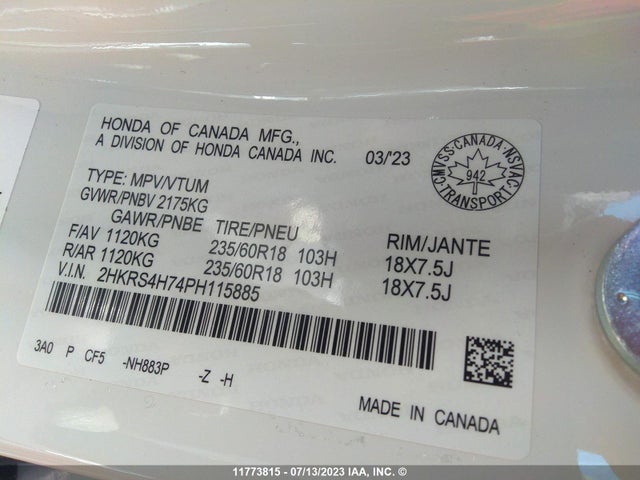 HONDA OF CANADA MFG.,
A DIVISION OF HONDA CANADA INC. 03/'23
CMVSS·CANADA·NSVAC
942
TRANSPORT
TYPE: MPV/VTUM
GVWR/PNBV 2175KG
GAWR/PNBE TIRE/PNEU RIM/JANTE
F/AV 1120KG 235/60R18 103H 18X7.5J
R/AR 1120KG 235/60R18 103H 18X7.5J
V.I.N. 2HKRS4H74PH115885
3A0 P CF5 -NH883P -Z -H
MADE IN CANADA
11773815 - 07/13/2023 IAA, INC. ©